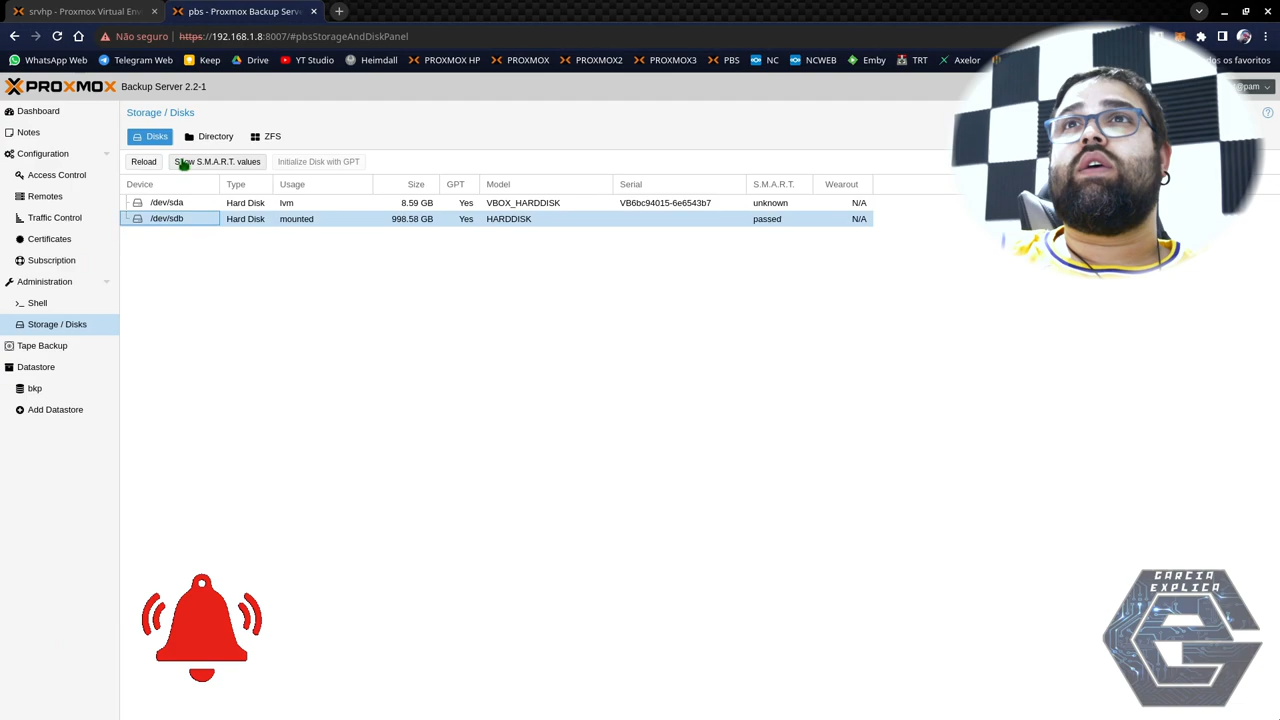 srvhp - Proxmox Virtual Env
pbs - Proxmox Backup Serve
Não seguro
https://192.168.1.8:8007/#pbsStorageAndDiskPanel
WhatsApp Web
Telegram Web
Keep
Drive
YT Studio
Heimdall
PROXMOX HP
PROXMOX
PROXMOX2
PROXMOX3
PBS
NC
NCWEB
Emby
TRT
Axelor
os favoritos
PROXMOX Backup Server 2.2-1
@pam
Dashboard
Notes
Configuration
Access Control
Remotes
Traffic Control
Certificates
Subscription
Administration
Shell
Storage / Disks
Tape Backup
Datastore
bkp
Add Datastore
Storage / Disks
Disks Directory ZFS
Reload Show S.M.A.R.T. values Initialize Disk with GPT
Device Type Usage Size GPT Model Serial S.M.A.R.T. Wearout
/dev/sda Hard Disk lvm 8.59 GB Yes VBOX_HARDDISK VB6bc94015-6e6543b7 unknown N/A
/dev/sdb Hard Disk mounted 998.58 GB Yes HARDDISK passed N/A
GARCIA
EXPLICA